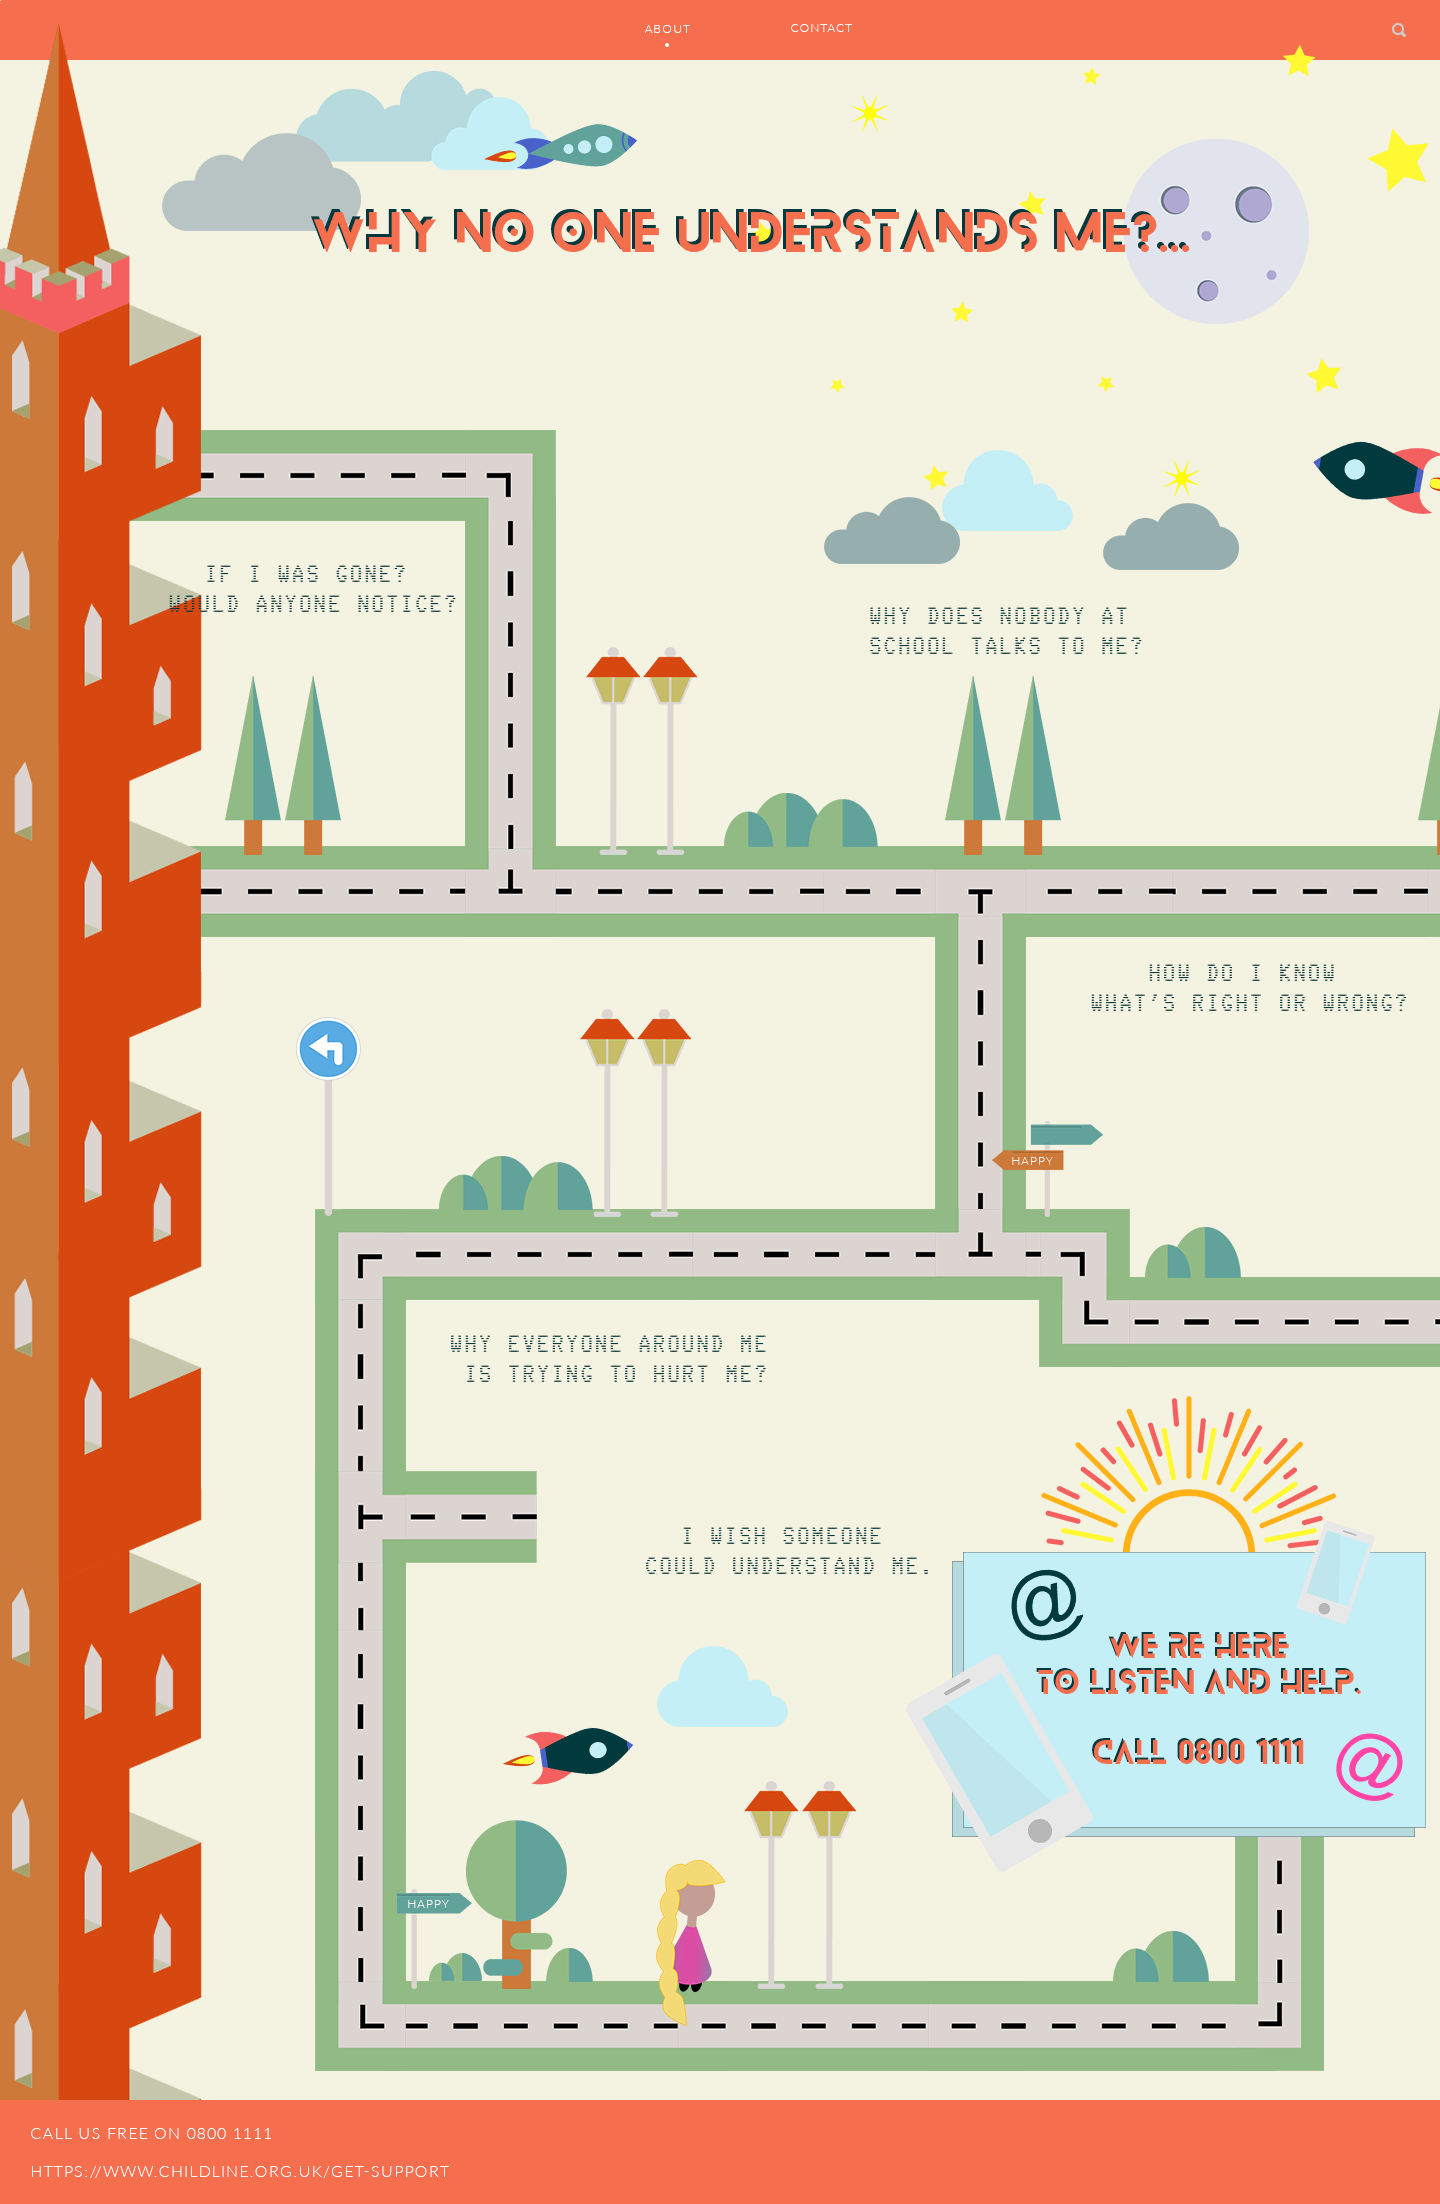 ABOUT
CONTACT
WHY NO ONE UNDERSTANDS ME?...
IF I WAS GONE?
WOULD ANYONE NOTICE?
WHY DOES NOBODY AT
SCHOOL TALKS TO ME?
HOW DO I KNOW
WHAT'S RIGHT OR WRONG?
HAPPY
WHY EVERYONE AROUND ME
IS TRYING TO HURT ME?
I WISH SOMEONE
COULD UNDERSTAND ME.
@
WE RE HERE
TO LISTEN AND HELP.
CALL 0800 1111
@
HAPPY
CALL US FREE ON 0800 1111
HTTPS://WWW.CHILDLINE.ORG.UK/GET-SUPPORT